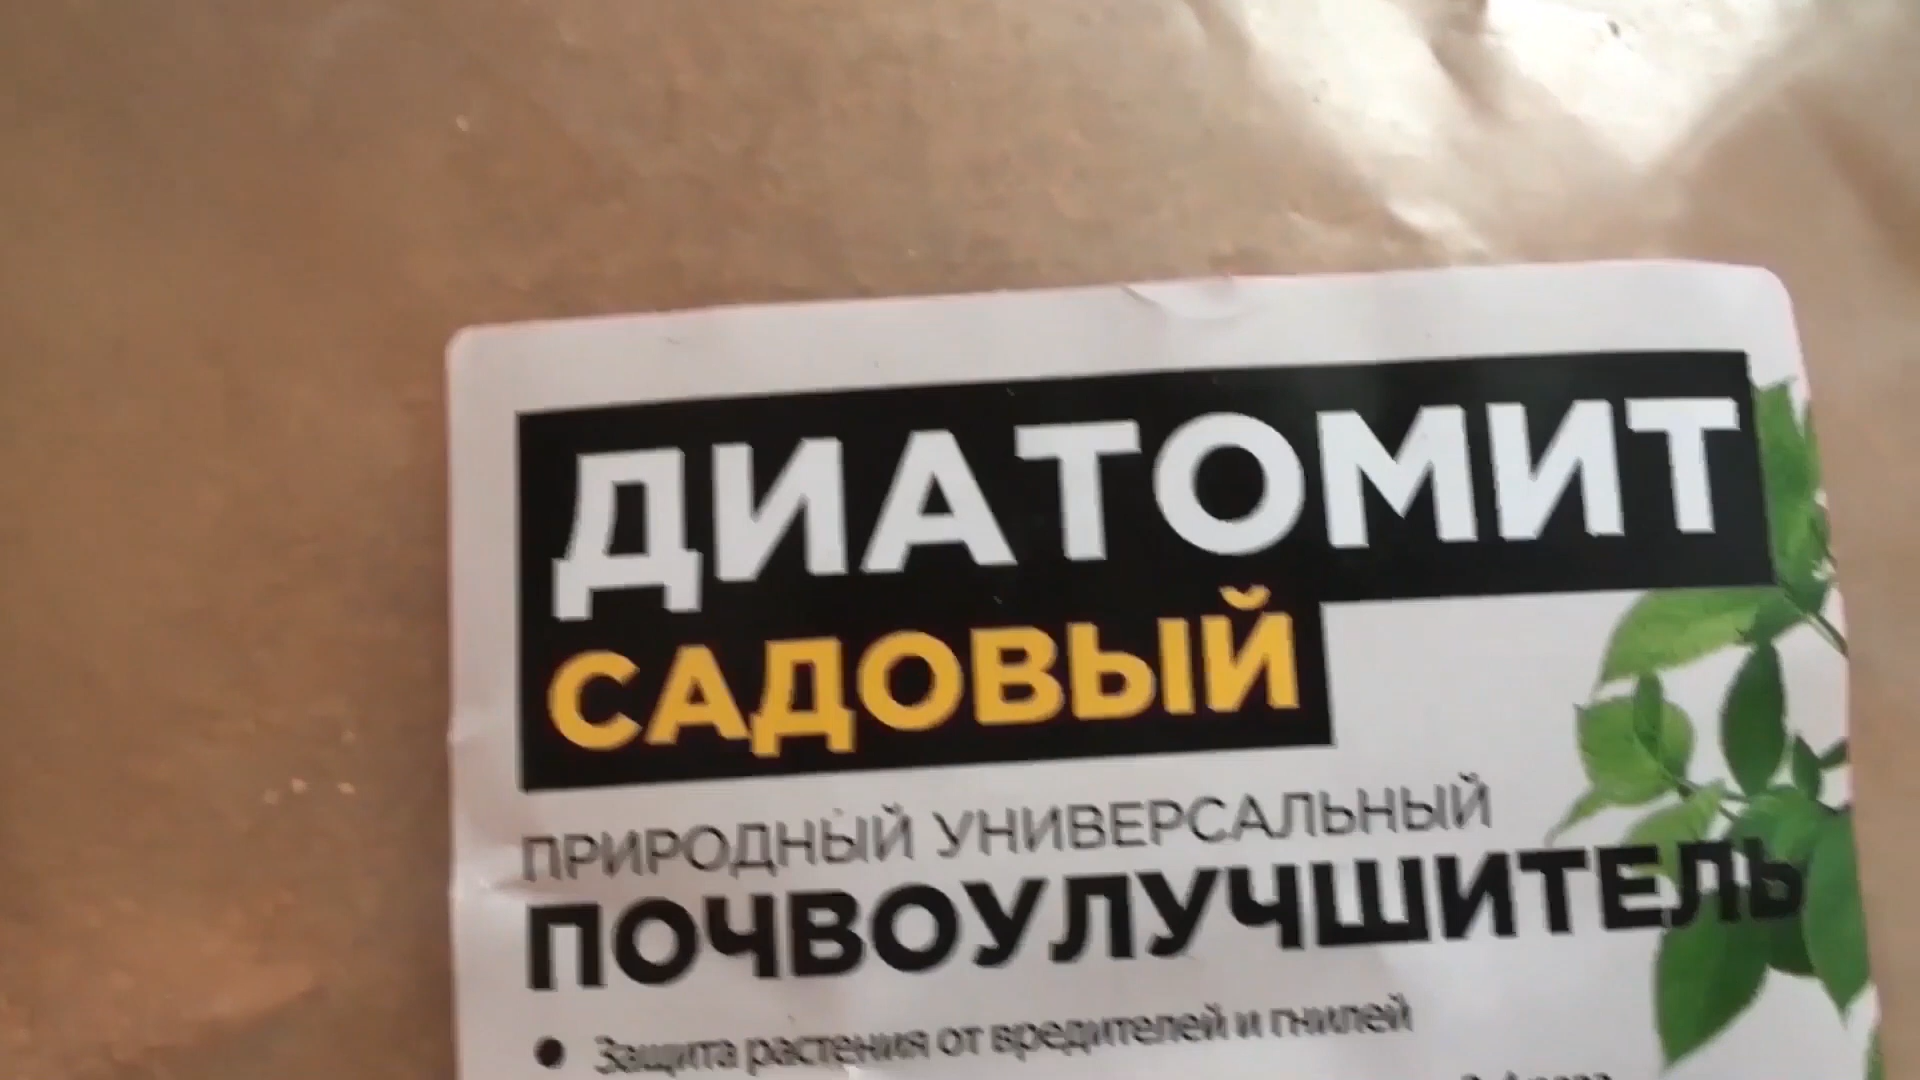 ДИАТОМИТ
САДОВЫЙ
ПРИРОДНЫЙ УНИВЕРСАЛЬНЫЙ
ПОЧВОУЛУЧШИТЕЛЬ
• Защита растения от вредителей и гнилей